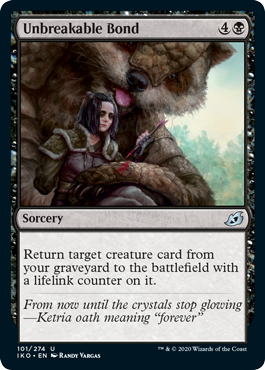 Unbreakable Bond 4
Sorcery
Return target creature card from
your graveyard to the battlefield with
a lifelink counter on it.
From now until the crystals stop glowing
—Ketria oath meaning “forever”
101/274 U
IKO • EN RANDY VARGAS
™ & © 2020 Wizards of the Coast